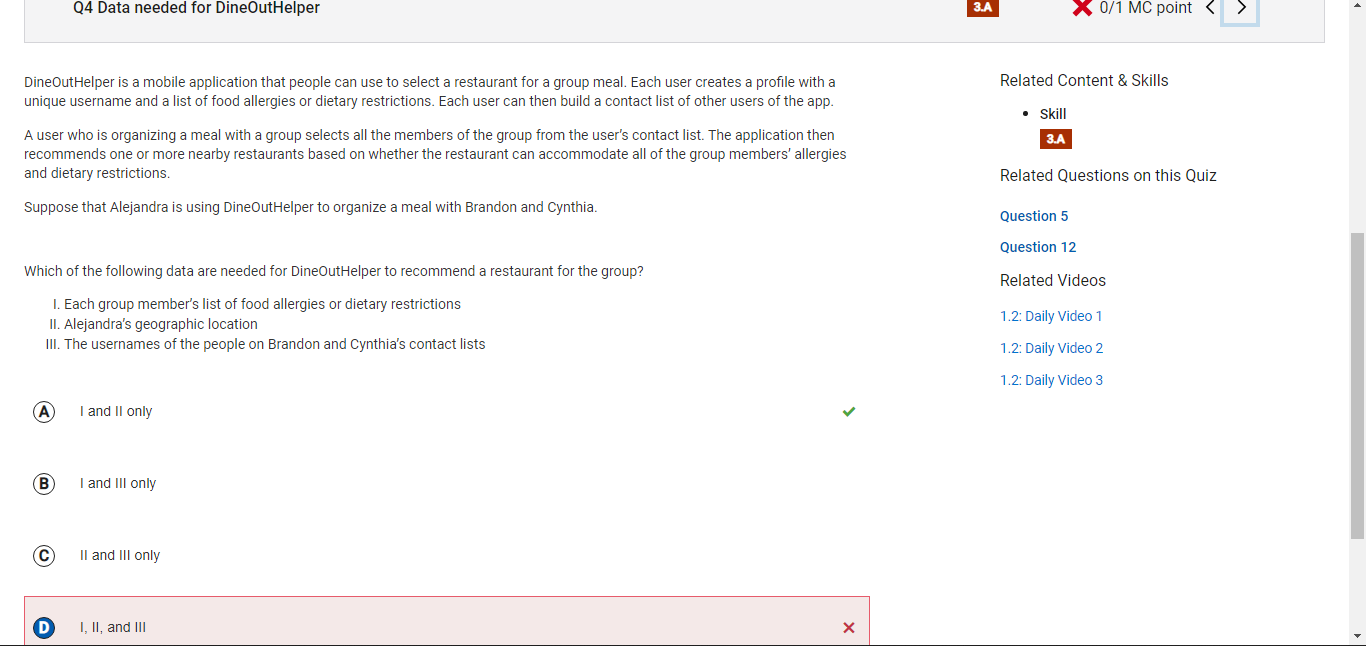 Q4 Data needed for DineOutHelper
3.A
0/1 MC point
DineOutHelper is a mobile application that people can use to select a restaurant for a group meal. Each user creates a profile with a
unique username and a list of food allergies or dietary restrictions. Each user can then build a contact list of other users of the app.
A user who is organizing a meal with a group selects all the members of the group from the user's contact list. The application then
recommends one or more nearby restaurants based on whether the restaurant can accommodate all of the group members' allergies
and dietary restrictions.
Suppose that Alejandra is using DineOutHelper to organize a meal with Brandon and Cynthia.
Which of the following data are needed for DineOutHelper to recommend a restaurant for the group?
I. Each group member's list of food allergies or dietary restrictions
II. Alejandra's geographic location
III. The usernames of the people on Brandon and Cynthia's contact lists
A I and II only
B I and III only
C II and III only
D I, II, and III
Related Content & Skills
• Skill
3.A
Related Questions on this Quiz
Question 5
Question 12
Related Videos
1.2: Daily Video 1
1.2: Daily Video 2
1.2: Daily Video 3